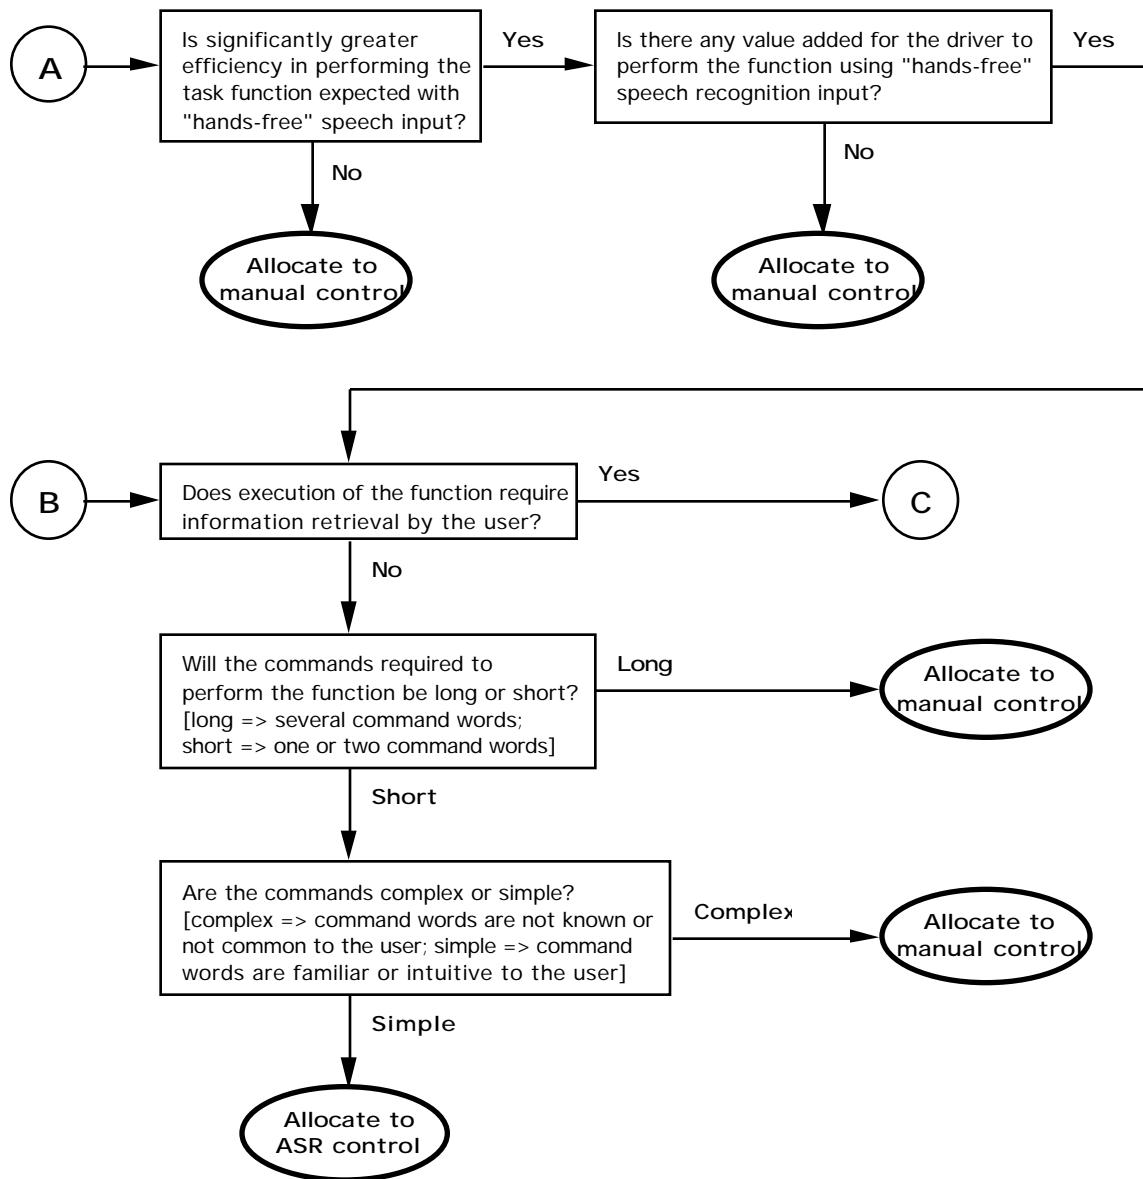 A
Is significantly greater
efficiency in performing the
task function expected with
"hands-free" speech input?
Yes
Is there any value added for the driver to
perform the function using "hands-free"
speech recognition input?
Yes
No
No
Allocate to
manual control
Allocate to
manual control
B
Does execution of the function require
information retrieval by the user?
Yes
C
No
Will the commands required to
perform the function be long or short?
[long => several command words;
short => one or two command words]
Long
Allocate to
manual control
Short
Are the commands complex or simple?
[complex => command words are not known or
not common to the user; simple => command
words are familiar or intuitive to the user]
Complex
Allocate to
manual control
Simple
Allocate to
ASR control